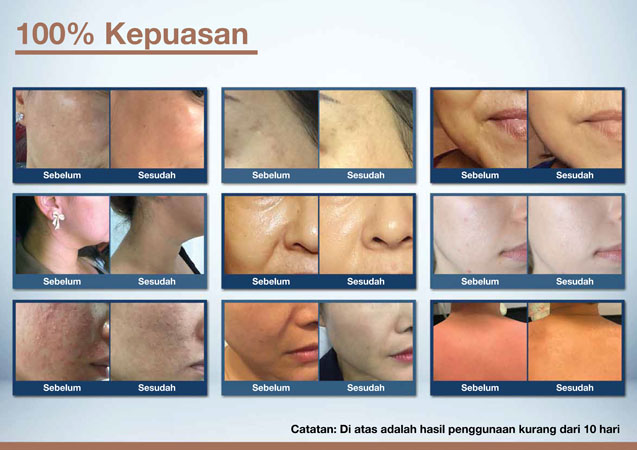 100% Kepuasan
Sebelum Sesudah Sebelum Sesudah Sebelum Sesudah
Sebelum Sesudah Sebelum Sesudah Sebelum Sesudah
Sebelum Sesudah Sebelum Sesudah Sebelum Sesudah
Catatan: Di atas adalah hasil penggunaan kurang dari 10 hari